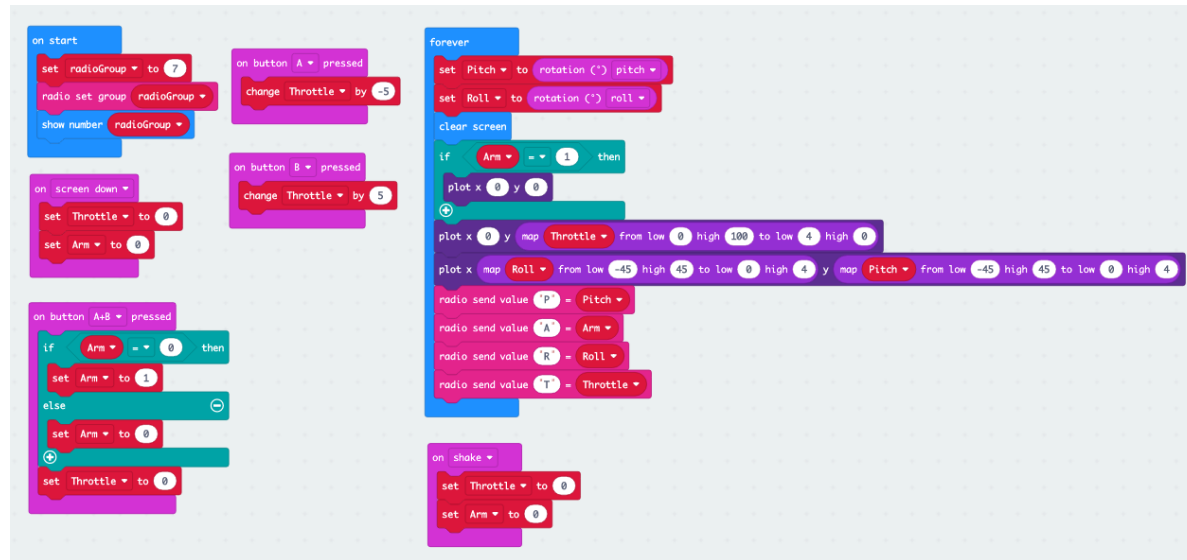 on start
set radioGroup to 7
radio set group radioGroup
show number radioGroup
on screen down
set Throttle to 0
set Arm to 0
on button A+B pressed
if Arm = 0 then
set Arm to 1
else
set Arm to 0
set Throttle to 0
on button A pressed
change Throttle by -5
on button B pressed
change Throttle by 5
forever
set Pitch to rotation (°) pitch
set Roll to rotation (°) roll
clear screen
if Arm = 1 then
plot x 0 y 0
plot x 0 y map Throttle from low 0 high 100 to low 4 high 0
plot x map Roll from low -45 high 45 to low 0 high 4 y map Pitch from low -45 high 45 to low 0 high 4
radio send value "P" = Pitch
radio send value "A" = Arm
radio send value "R" = Roll
radio send value "T" = Throttle
on shake
set Throttle to 0
set Arm to 0